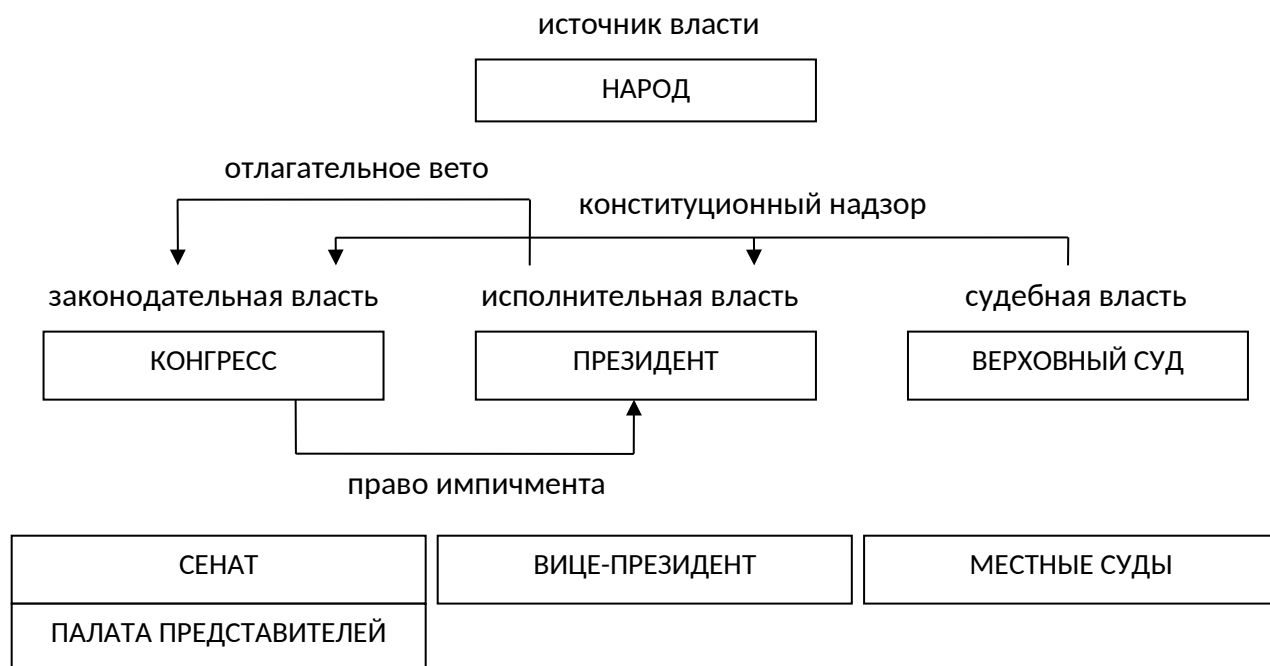 источник власти
НАРОД
отлагательное вето
конституционный надзор
законодательная власть
исполнительная власть
судебная власть
КОНГРЕСС
ПРЕЗИДЕНТ
ВЕРХОВНЫЙ СУД
право импичмента
СЕНАТ
ВИЦЕ-ПРЕЗИДЕНТ
МЕСТНЫЕ СУДЫ
ПАЛАТА ПРЕДСТАВИТЕЛЕЙ